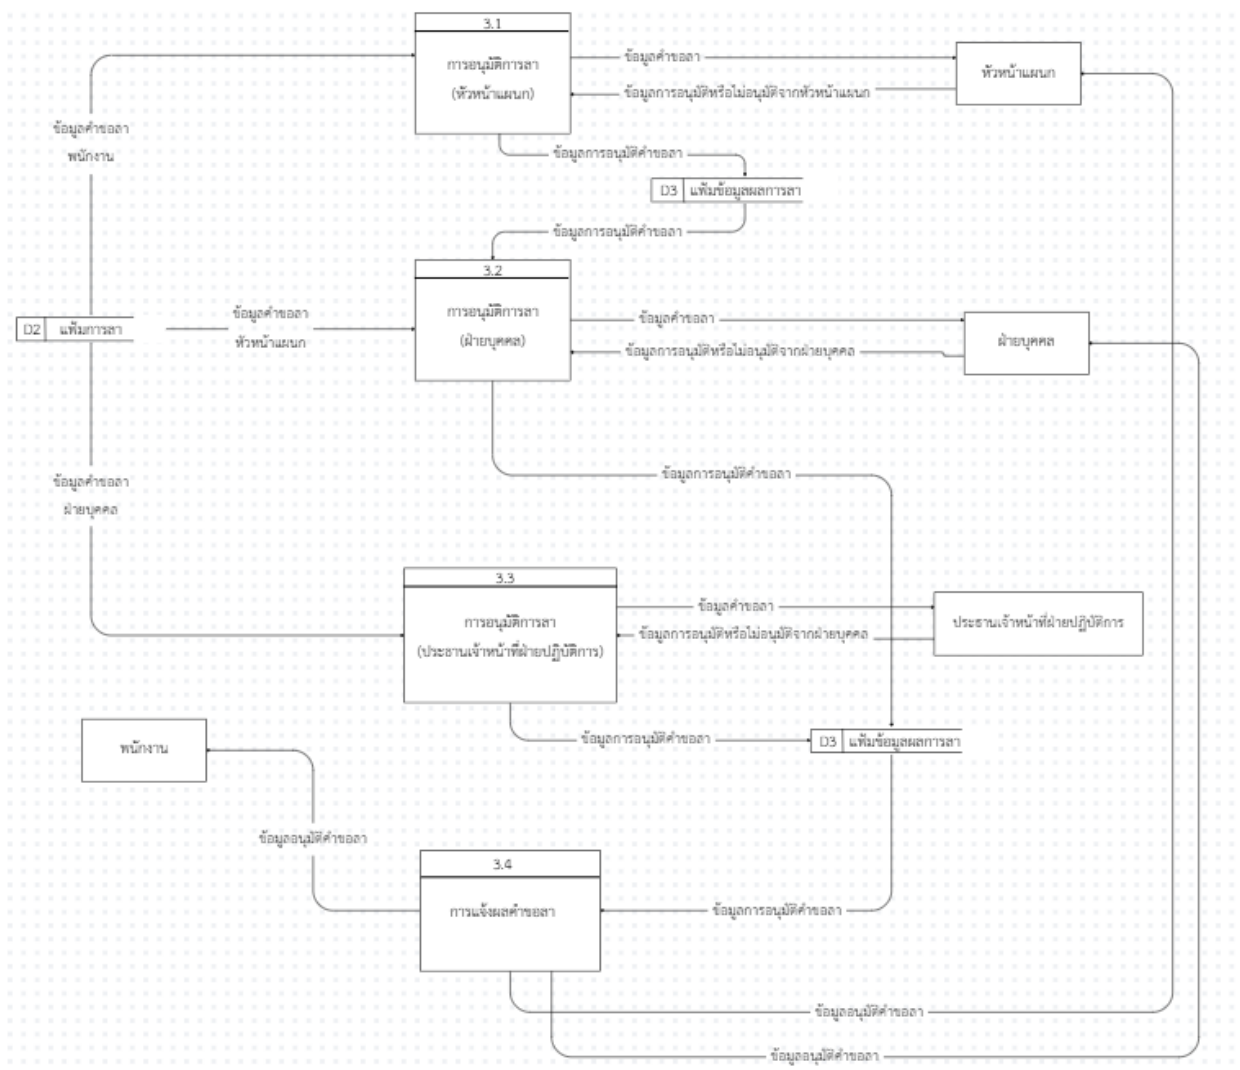 3.1
การอนุมัติการลา
(หัวหน้าแผนก)
ข้อมูลคำขอลา
หัวหน้าแผนก
ข้อมูลการอนุมัติหรือไม่อนุมัติจากหัวหน้าแผนก
ข้อมูลคำขอลา
พนักงาน
ข้อมูลการอนุมัติคำขอลา
D3 แฟ้มข้อมูลผลการลา
ข้อมูลการอนุมัติคำขอลา
3.2
การอนุมัติการลา
(ฝ่ายบุคคล)
D2 แฟ้มการลา
ข้อมูลคำขอลา
หัวหน้าแผนก
ข้อมูลคำขอลา
ฝ่ายบุคคล
ข้อมูลการอนุมัติหรือไม่อนุมัติจากฝ่ายบุคคล
ข้อมูลการอนุมัติคำขอลา
ข้อมูลคำขอลา
ฝ่ายบุคคล
3.3
การอนุมัติการลา
(ประธานเจ้าหน้าที่ฝ่ายปฏิบัติการ)
ข้อมูลคำขอลา
ประธานเจ้าหน้าที่ฝ่ายปฏิบัติการ
ข้อมูลการอนุมัติหรือไม่อนุมัติจากฝ่ายบุคคล
พนักงาน
ข้อมูลการอนุมัติคำขอลา
D3 แฟ้มข้อมูลผลการลา
ข้อมูลอนุมัติคำขอลา
3.4
การแจ้งผลคำขอลา
ข้อมูลการอนุมัติคำขอลา
ข้อมูลอนุมัติคำขอลา
ข้อมูลอนุมัติคำขอลา